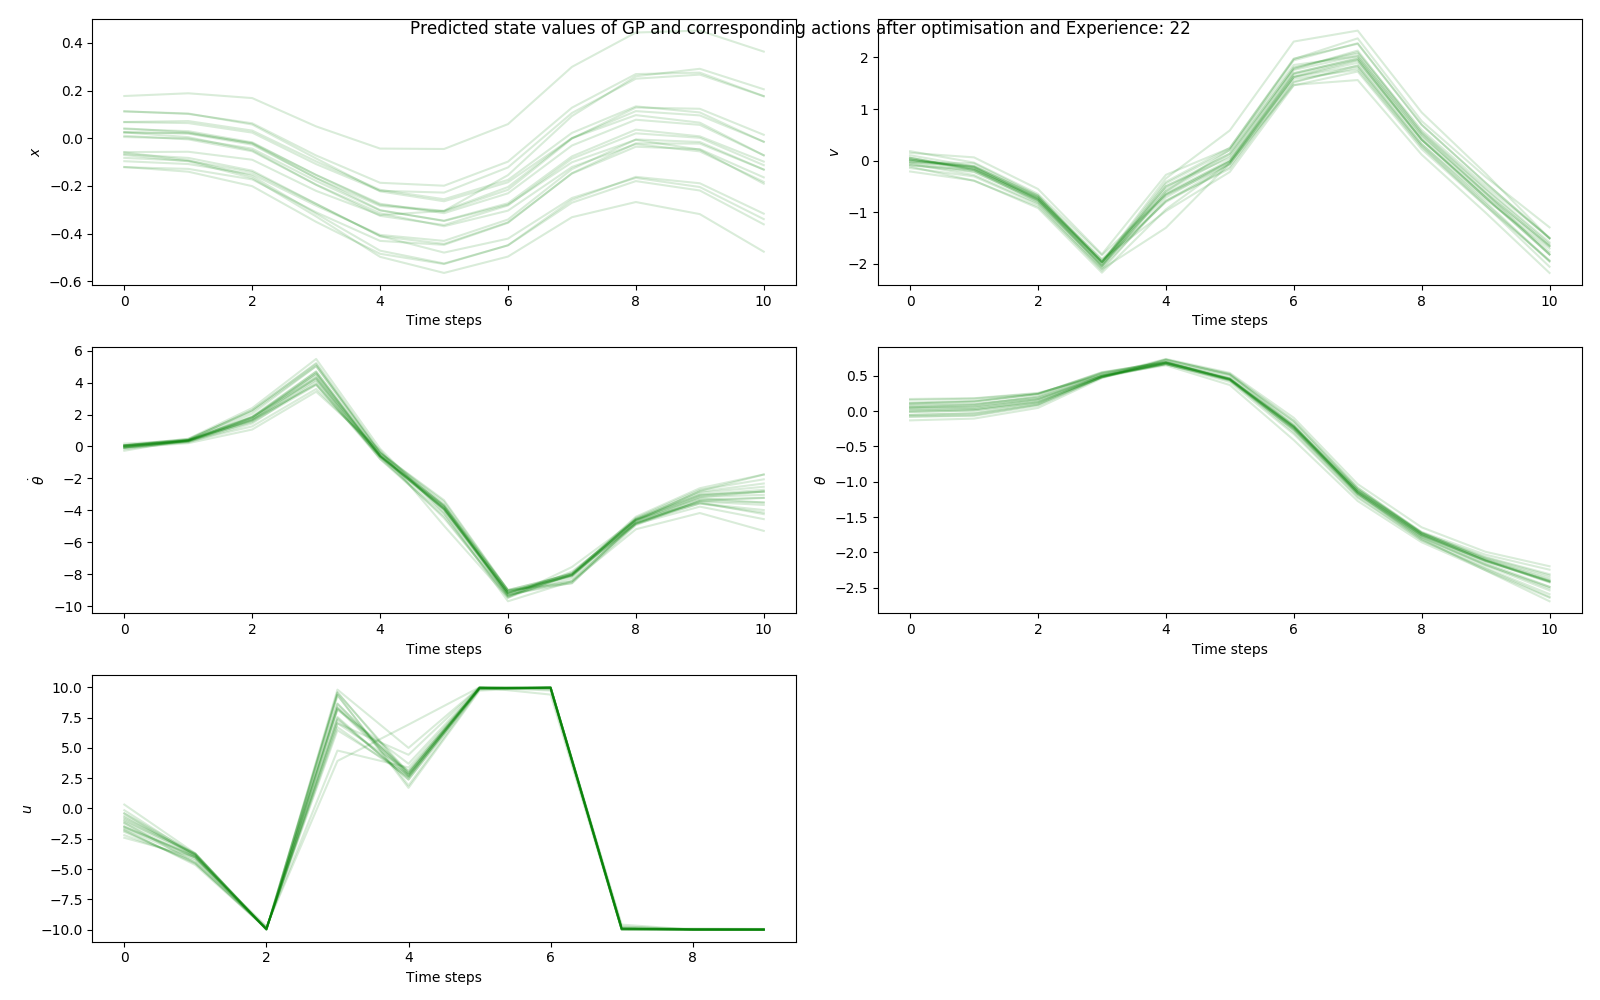 Predicted state values of GP and corresponding actions after optimisation and Experience: 22
0.4
0.2
0.0
−0.2
−0.4
−0.6
x
0 2 4 6 8 10
Time steps
2
1
0
−1
−2
v
0 2 4 6 8 10
Time steps
6
4
2
0
−2
−4
−6
−8
−10
θ̇
0 2 4 6 8 10
Time steps
0.5
0.0
−0.5
−1.0
−1.5
−2.0
−2.5
θ
0 2 4 6 8 10
Time steps
10.0
7.5
5.0
2.5
0.0
−2.5
−5.0
−7.5
−10.0
u
0 2 4 6 8
Time steps